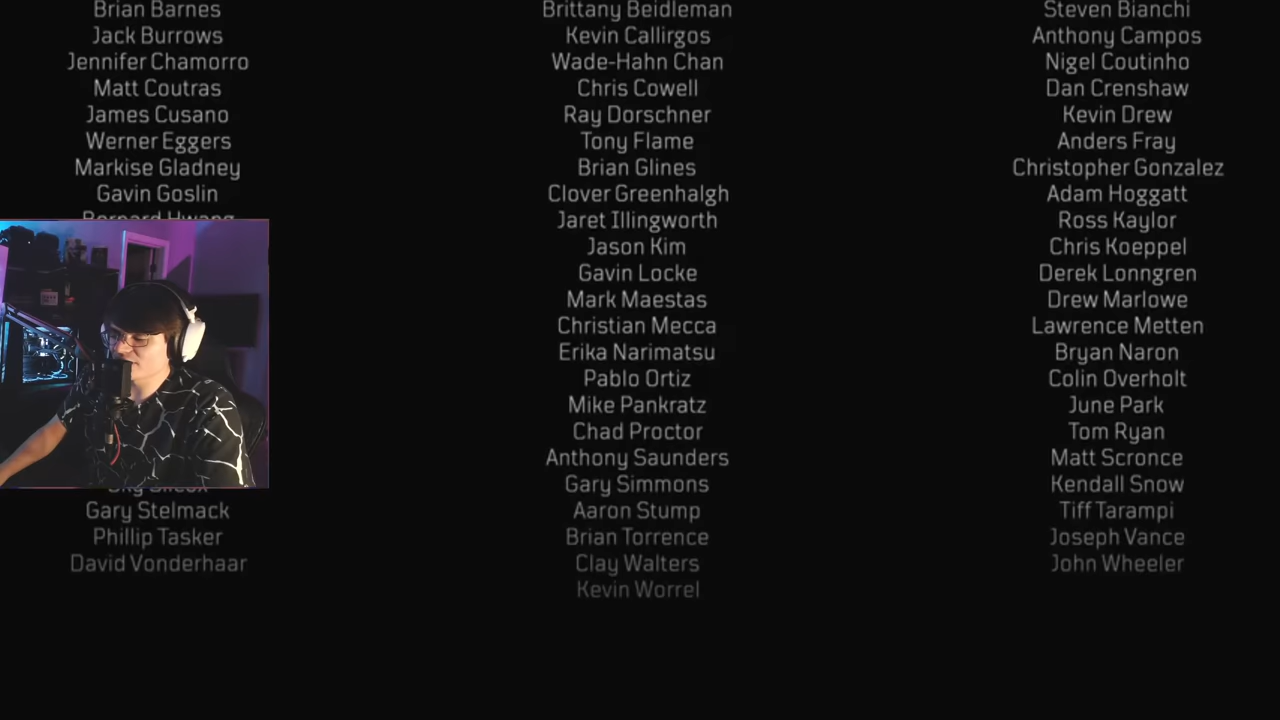 Brian Barnes
Jack Burrows
Jennifer Chamorro
Matt Coutras
James Cusano
Werner Eggers
Markise Gladney
Gavin Goslin
Bernard Hwang
Gary Stelmack
Phillip Tasker
David Vonderhaar
Brittany Beidleman
Kevin Callirgos
Wade-Hahn Chan
Chris Cowell
Ray Dorschner
Tony Flame
Brian Glines
Clover Greenhalgh
Jaret Illingworth
Jason Kim
Gavin Locke
Mark Maestas
Christian Mecca
Erika Narimatsu
Pablo Ortiz
Mike Pankratz
Chad Proctor
Anthony Saunders
Gary Simmons
Aaron Stump
Brian Torrence
Clay Walters
Kevin Worrel
Steven Bianchi
Anthony Campos
Nigel Coutinho
Dan Crenshaw
Kevin Drew
Anders Fray
Christopher Gonzalez
Adam Hoggatt
Ross Kaylor
Chris Koeppel
Derek Lonngren
Drew Marlowe
Lawrence Metten
Bryan Naron
Colin Overholt
June Park
Tom Ryan
Matt Scronce
Kendall Snow
Tiff Tarampi
Joseph Vance
John Wheeler